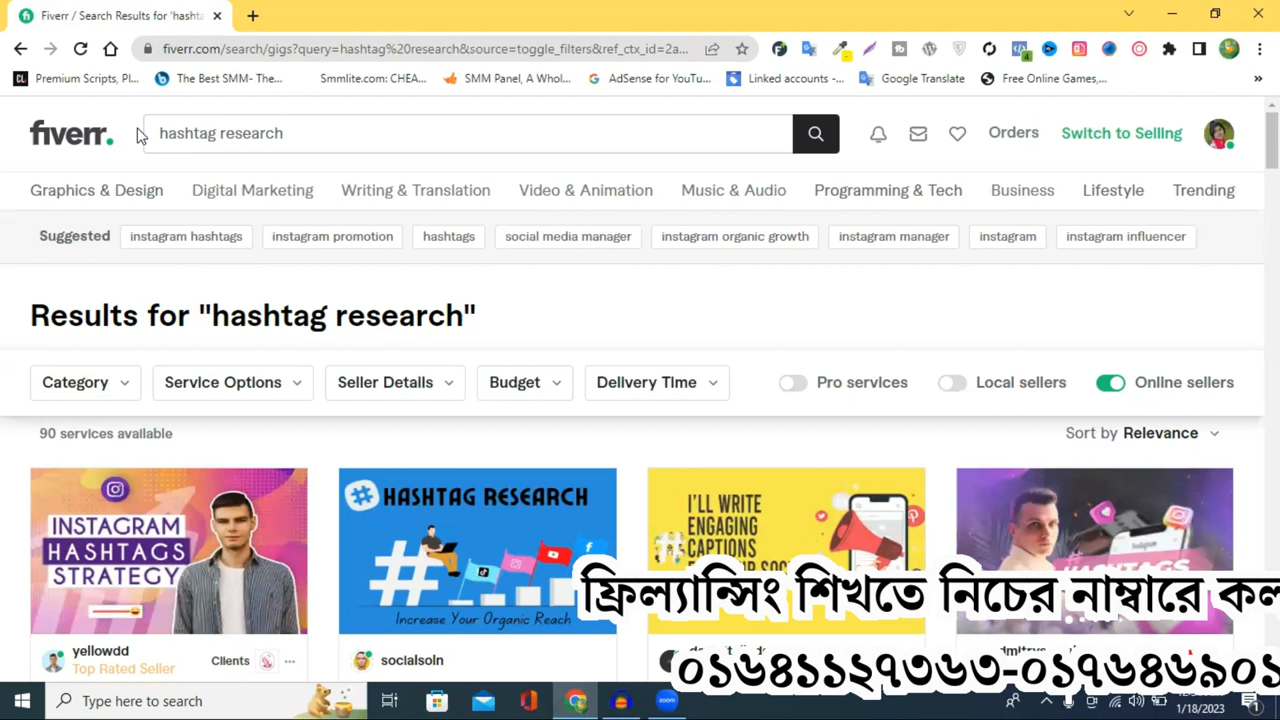 Fiverr / Search Results for "hashta
fiverr.com/search/gigs?query=hashtag%20research&source=toggle_filters&ref_ctx_id=2a...
Premium Scripts, Pl...
The Best SMM- The...
Smmlite.com: CHEA...
SMM Panel, A Whol...
AdSense for YouTu...
Linked accounts -...
Google Translate
Free Online Games,...
fiverr.
hashtag research
Orders
Switch to Selling
Graphics & Design
Digital Marketing
Writing & Translation
Video & Animation
Music & Audio
Programming & Tech
Business
Lifestyle
Trending
Suggested
instagram hashtags
instagram promotion
hashtags
social media manager
instagram organic growth
instagram manager
instagram
instagram influencer
Results for "hashtag research"
Category
Service Options
Seller Details
Budget
Delivery Time
Pro services
Local sellers
Online sellers
90 services available
Sort by Relevance
INSTAGRAM
HASHTAGS
STRATEGY
HASHTAG RESEARCH
Increase Your Organic Reach
I'LL WRITE
ENGAGING
CAPTIONS
ফ্রিল্যান্সিং শিখতে নিচের নাম্বারে কল
yellowdd
Top Rated Seller
Clients
socialsoln
০১৬৪১১২৭৩৬৩-০১৭৬৪৬৯০১
Type here to search
1/18/2023